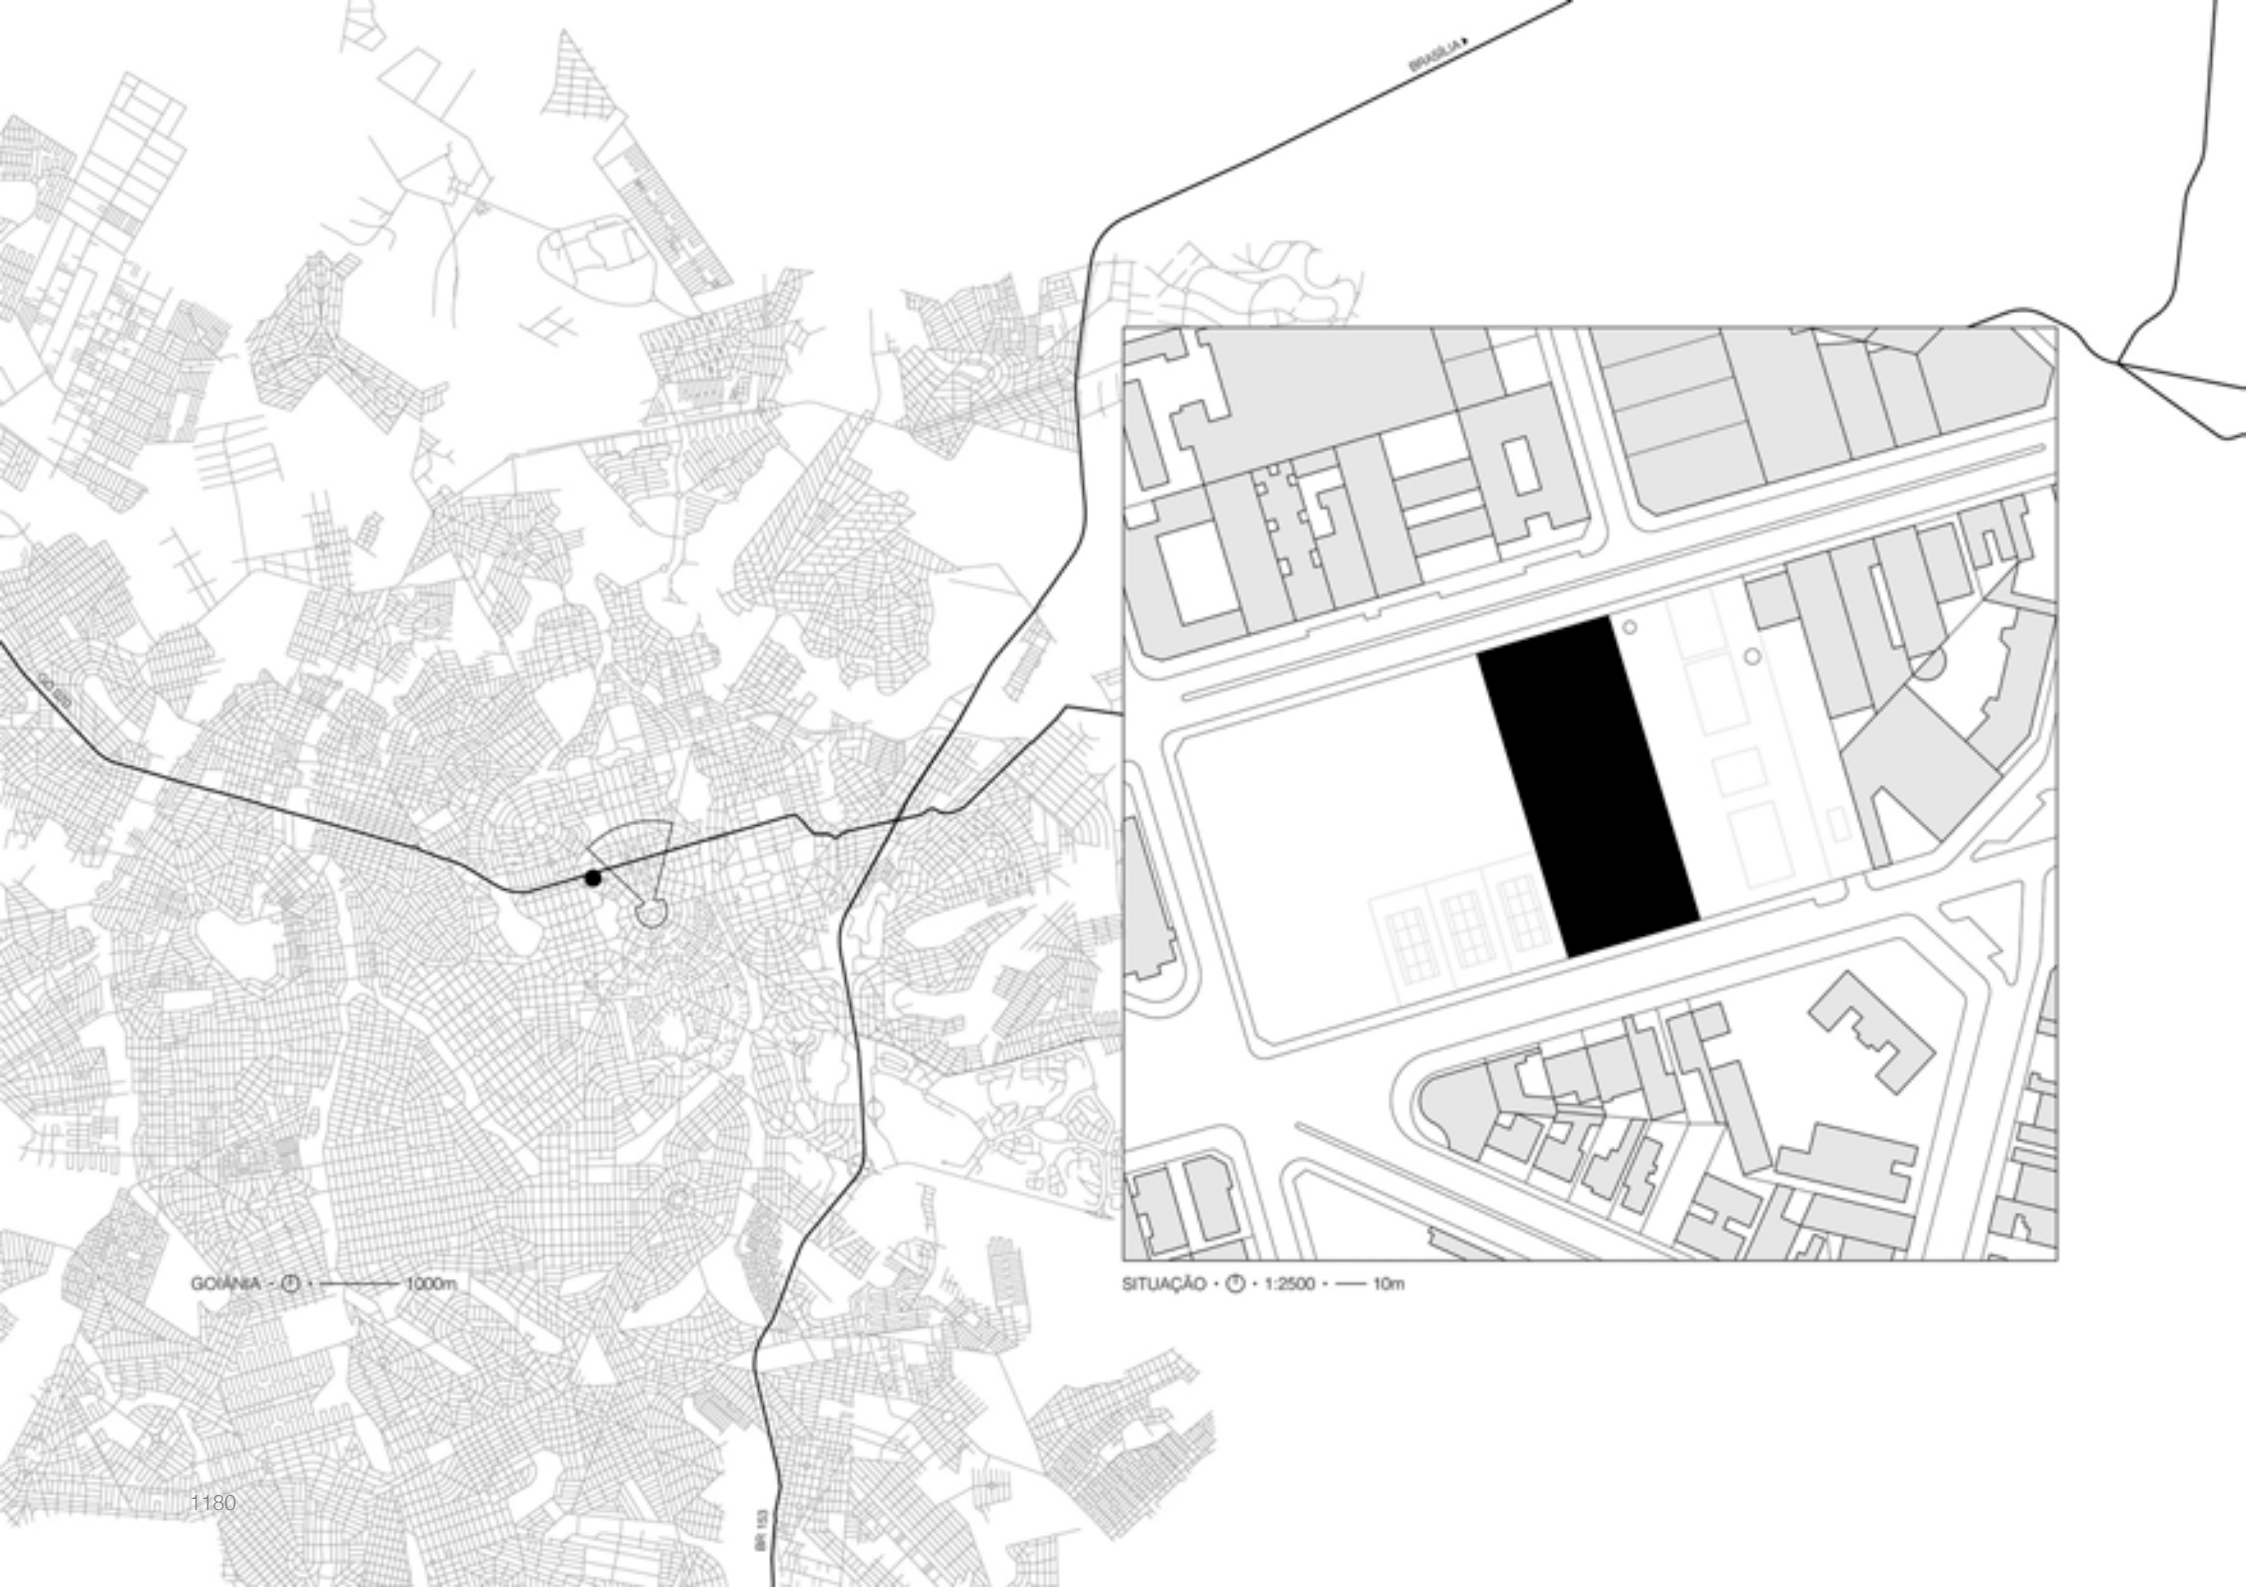 BRASÍLIA
GOIÂNIA · · 1000m
SITUAÇÃO · · 1:2500 · 10m
1180
BR 153